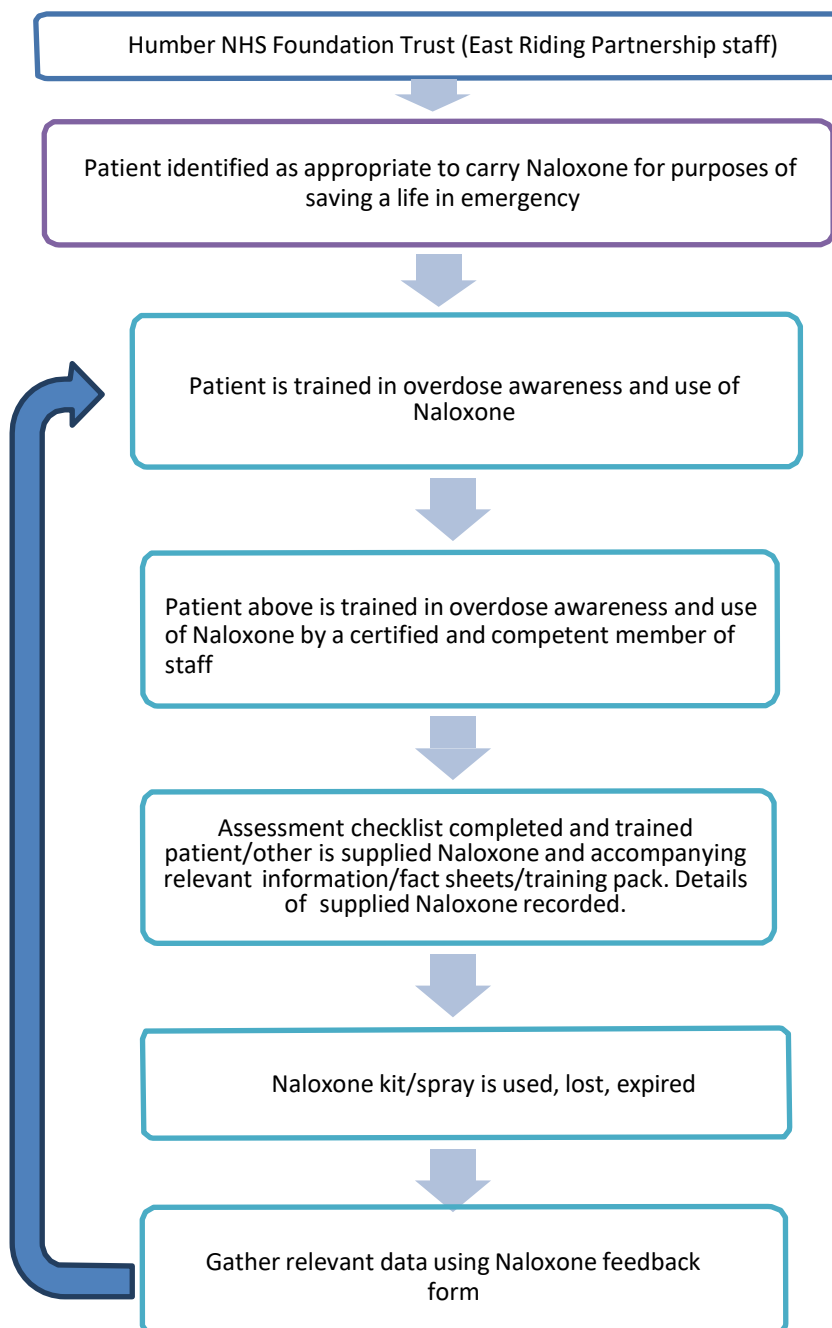 Humber NHS Foundation Trust (East Riding Partnership staff)
Patient identified as appropriate to carry Naloxone for purposes of
saving a life in emergency
Patient is trained in overdose awareness and use of
Naloxone
Patient above is trained in overdose awareness and use
of Naloxone by a certified and competent member of
staff
Assessment checklist completed and trained
patient/other is supplied Naloxone and accompanying
relevant information/fact sheets/training pack. Details
of supplied Naloxone recorded.
Naloxone kit/spray is used, lost, expired
Gather relevant data using Naloxone feedback
form